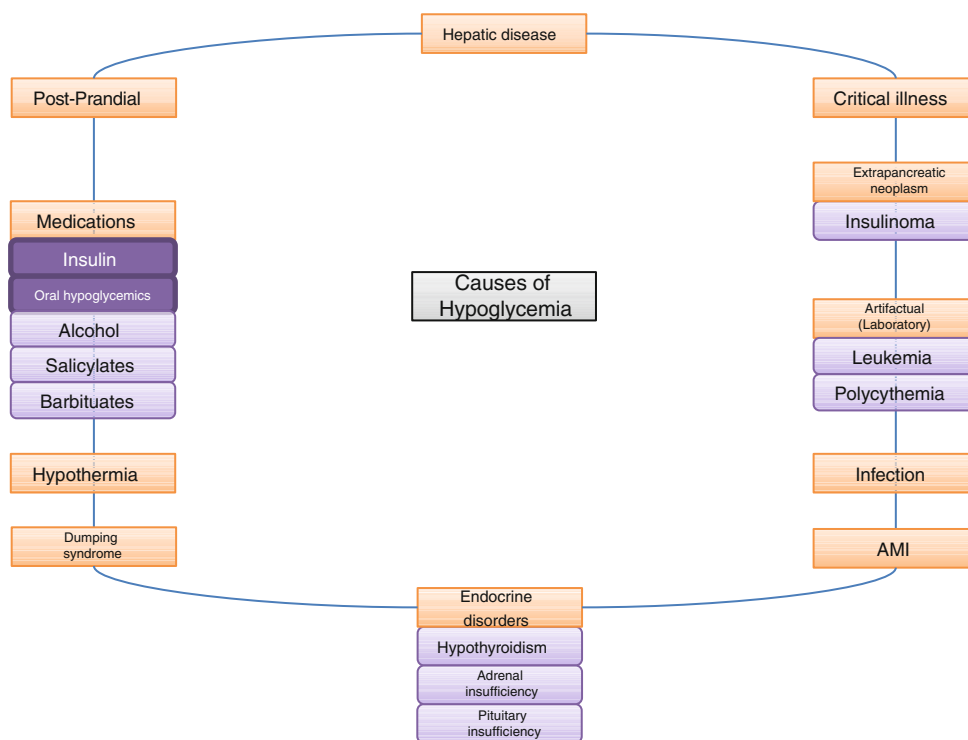 Hepatic disease
Post-Prandial
Critical illness
Extrapancreatic
neoplasm
Insulinoma
Medications
Insulin
Oral hypoglycemics
Alcohol
Salicylates
Barbituates
Causes of
Hypoglycemia
Artifactual
(Laboratory)
Leukemia
Polycythemia
Hypothermia
Infection
Dumping
syndrome
AMI
Endocrine
disorders
Hypothyroidism
Adrenal
insufficiency
Pituitary
insufficiency